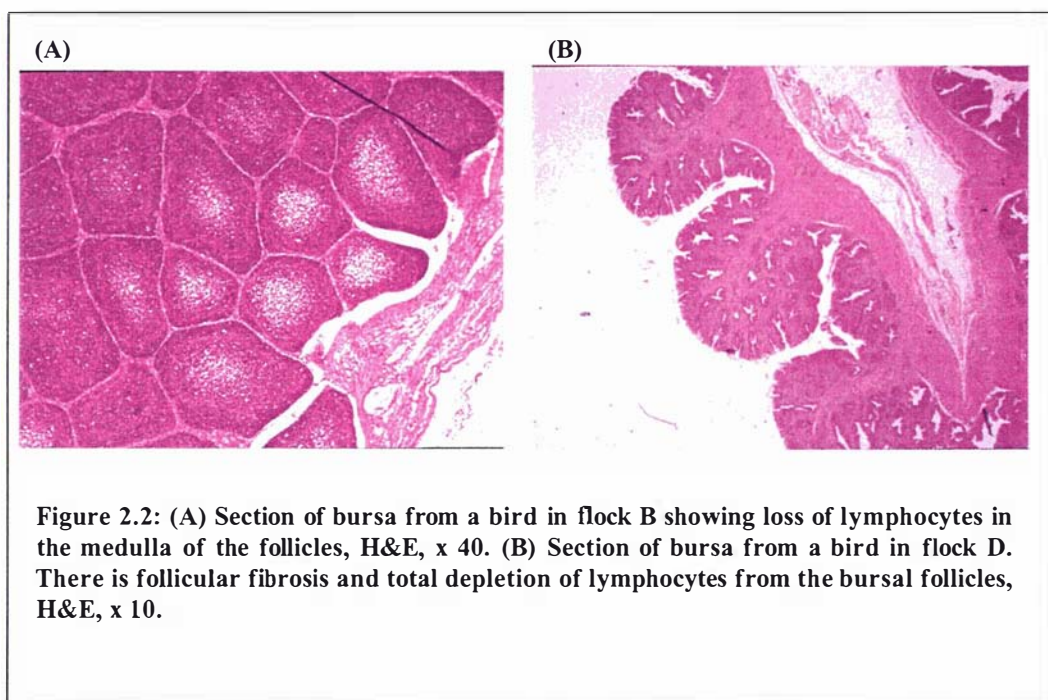 (A)
(B)
Figure 2.2: (A) Section of bursa from a bird in flock B showing loss of lymphocytes in
the medulla of the follicles, H&E, x 40. (B) Section of bursa from a bird in flock D.
There is follicular fibrosis and total depletion of lymphocytes from the bursal follicles,
H&E, x 10.